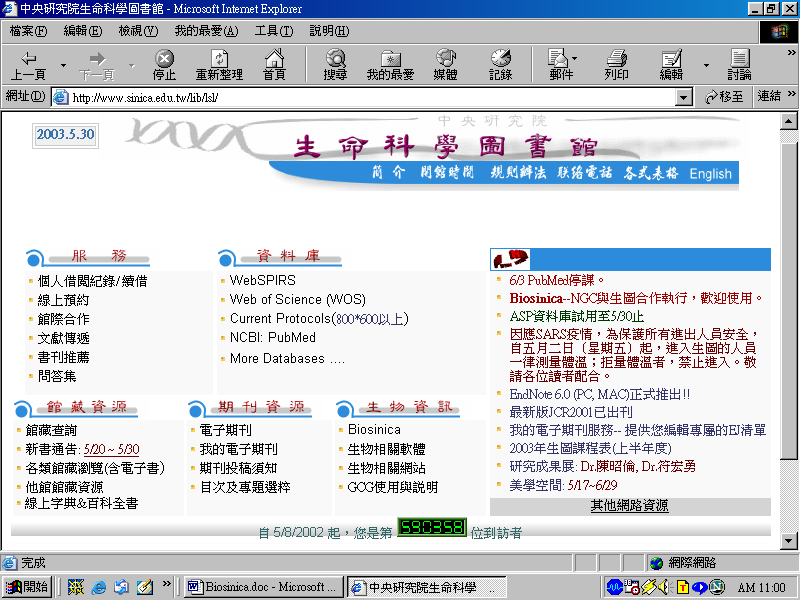 中央研究院生命科學圖書館 - Microsoft Internet Explorer
檔案(F) 編輯(E) 檢視(V) 我的最愛(A) 工具(T) 說明(H)
上一頁 下一頁 停止 重新整理 首頁 搜尋 我的最愛 媒體 記錄 郵件 列印 編輯 討論
網址(D) http://www.sinica.edu.tw/lib/lsl/ 移至 連結
2003.5.30
中央研究院
生命科學圖書館
簡介 開館時間 規則辦法 聯絡電話 各式表格 English
服務
個人借閱紀錄/續借
線上預約
館際合作
文獻傳遞
書刊推薦
問答集
資料庫
WebSPIRS
Web of Science (WOS)
Current Protocols(800*600以上)
NCBI: PubMed
More Databases ....
6/3 PubMed停課。
Biosinica--NGC與生圖合作執行，歡迎使用。
ASP資料庫試用至5/30止
因應SARS疫情，為保護所有進出人員安全，
自五月二日〔星期五〕起，進入生圖的人員
一律測量體溫；拒量體溫者，禁止進入。敬
請各位讀者配合。
EndNote 6.0 (PC, MAC)正式推出!!
最新版JCR2001已出刊
我的電子期刊服務-- 提供您編輯專屬的EJ清單
2003年生圖課程表(上半年度)
研究成果展: Dr.陳昭倫, Dr.符宏勇
美學空間: 5/17~6/29
其他網路資源
館藏資源
館藏查詢
新書通告: 5/20 ~ 5/30
各類館藏瀏覽(含電子書)
他館館藏資源
線上字典&百科全書
期刊資源
電子期刊
我的電子期刊
期刊投稿須知
目次及專題選粹
生物資訊
Biosinica
生物相關軟體
生物相關網站
GCG使用與說明
自 5/8/2002 起，您是第 590358 位到訪者
完成 網際網路
開始 Biosinica.doc - Microsoft ... 中央研究院生命科學 ... AM 11:00